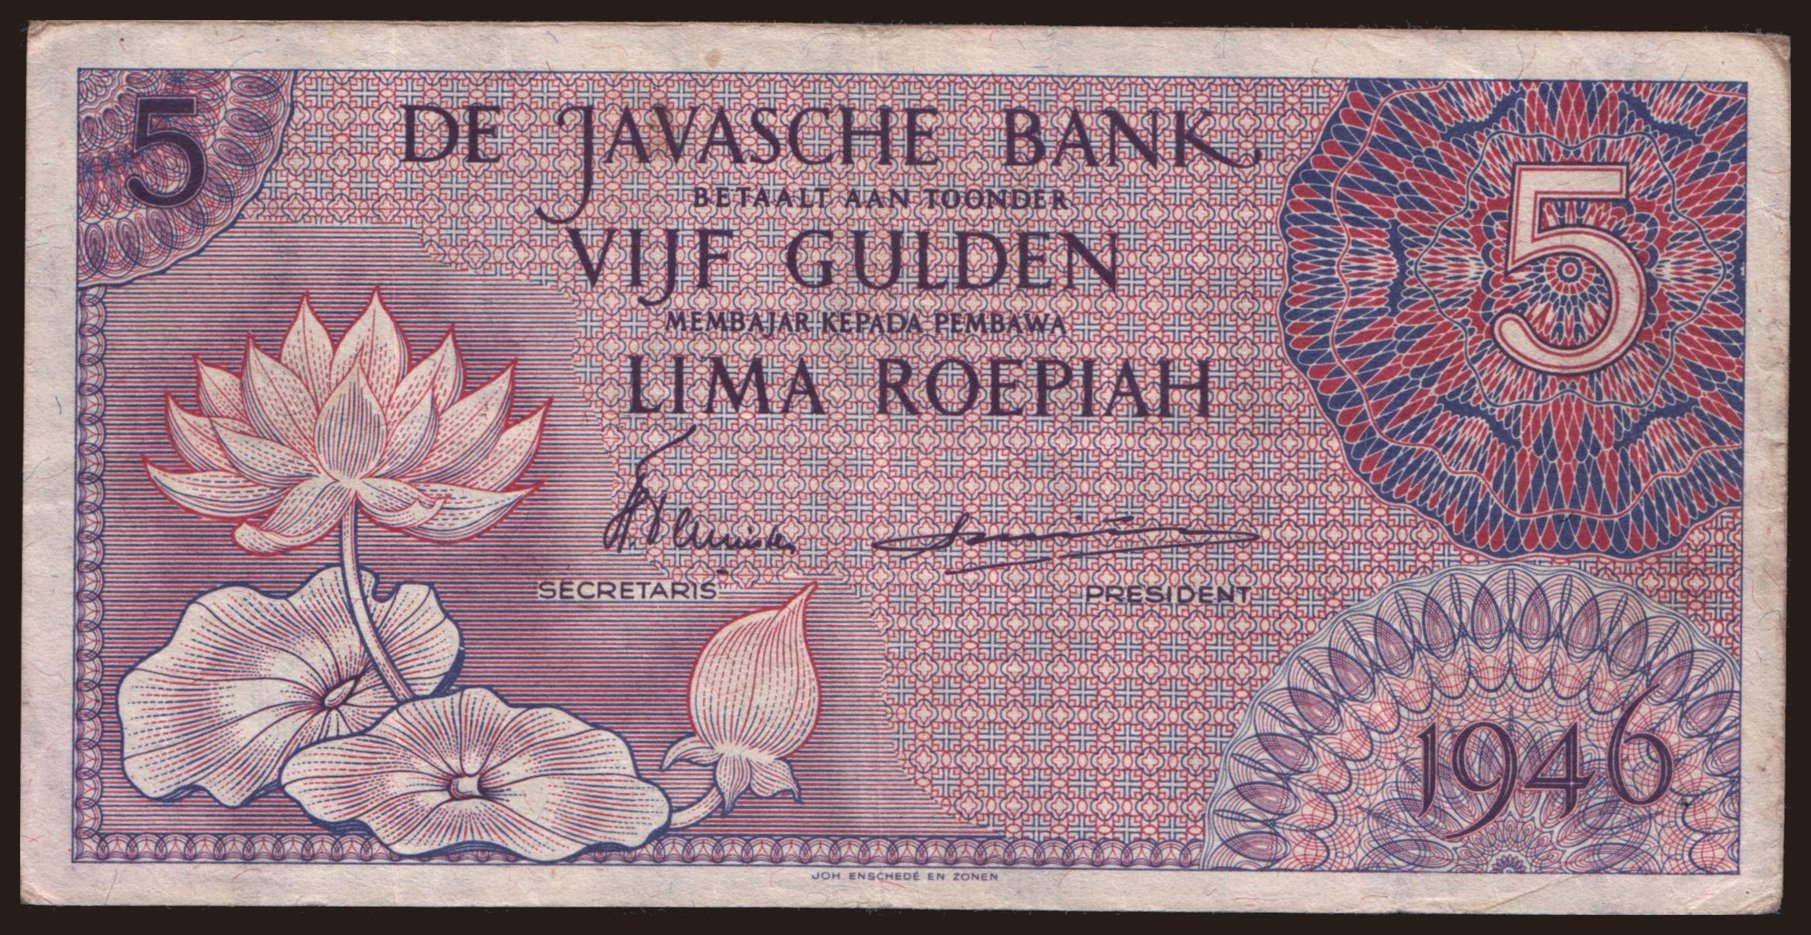 5
DE JAVASCHE BANK
BETAALT AAN TOONDER
VIJF GULDEN
MEMBAJAR KEPADA PEMBAWA
LIMA ROEPIAH
5
SECRETARIS
PRESIDENT
1946
JOH. ENSCHEDÉ EN ZONEN